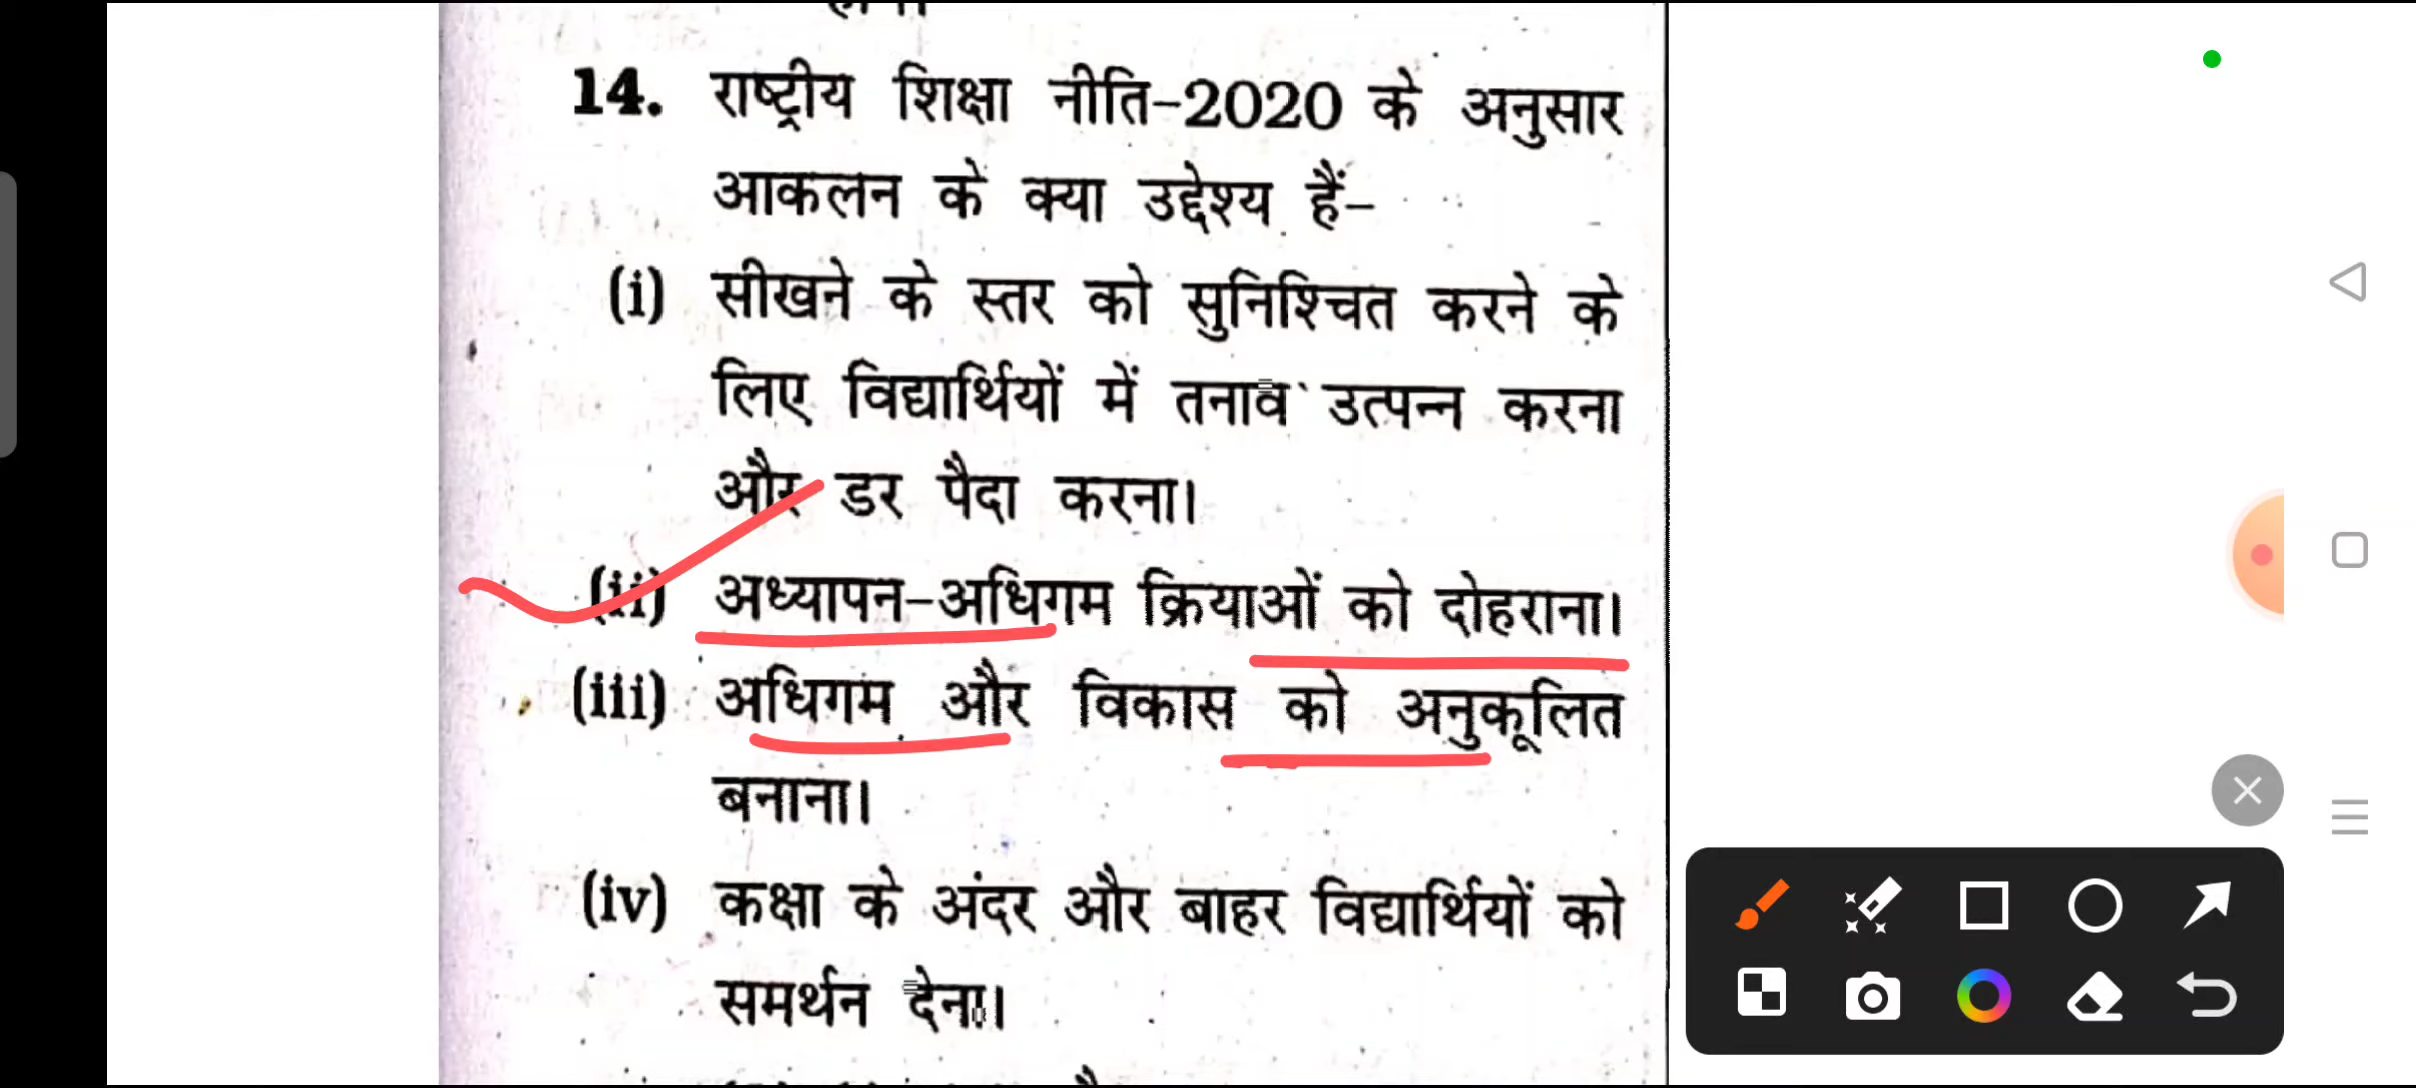 14. राष्ट्रीय शिक्षा नीति-2020 के अनुसार
आकलन के क्या उद्देश्य हैं-
(i) सीखने के स्तर को सुनिश्चित करने के
लिए विद्यार्थियों में तनाव उत्पन्न करना
और डर पैदा करना।
(ii) अध्यापन-अधिगम क्रियाओं को दोहराना।
(iii) अधिगम और विकास को अनुकूलित
बनाना।
(iv) कक्षा के अंदर और बाहर विद्यार्थियों को
समर्थन देना।